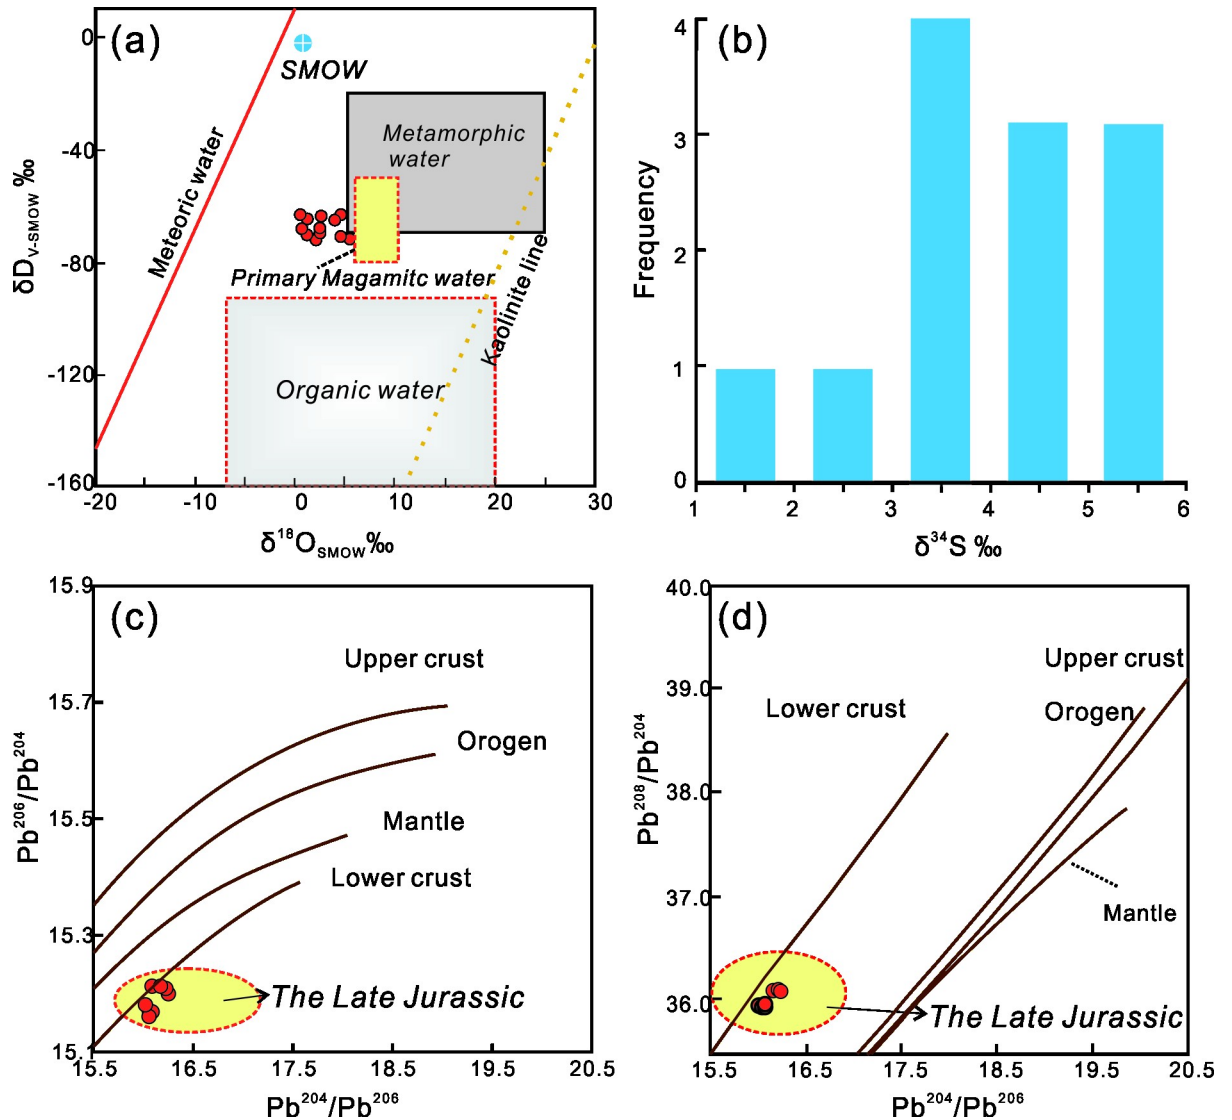 (a)
0
-40
-80
-120
-160
δD V-SMOW ‰
SMOW
Meteoric water
Metamorphic
water
Primary Magamitc water
Kaolinite line
Organic water
-20
-10
0
10
20
30
δ¹⁸O SMOW‰
(b)
4
3
2
1
0
Frequency
1
2
3
4
5
6
δ³⁴S ‰
(c)
15.9
15.7
15.5
15.3
15.1
Pb²⁰⁶/Pb²⁰⁴
Upper crust
Orogen
Mantle
Lower crust
The Late Jurassic
15.5
16.5
17.5
18.5
19.5
20.5
Pb²⁰⁴/Pb²⁰⁶
(d)
40.0
39.0
38.0
37.0
36.0
Pb²⁰⁸/Pb²⁰⁴
Upper crust
Lower crust
Orogen
Mantle
The Late Jurassic
15.5
16.5
17.5
18.5
19.5
20.5
Pb²⁰⁴/Pb²⁰⁶